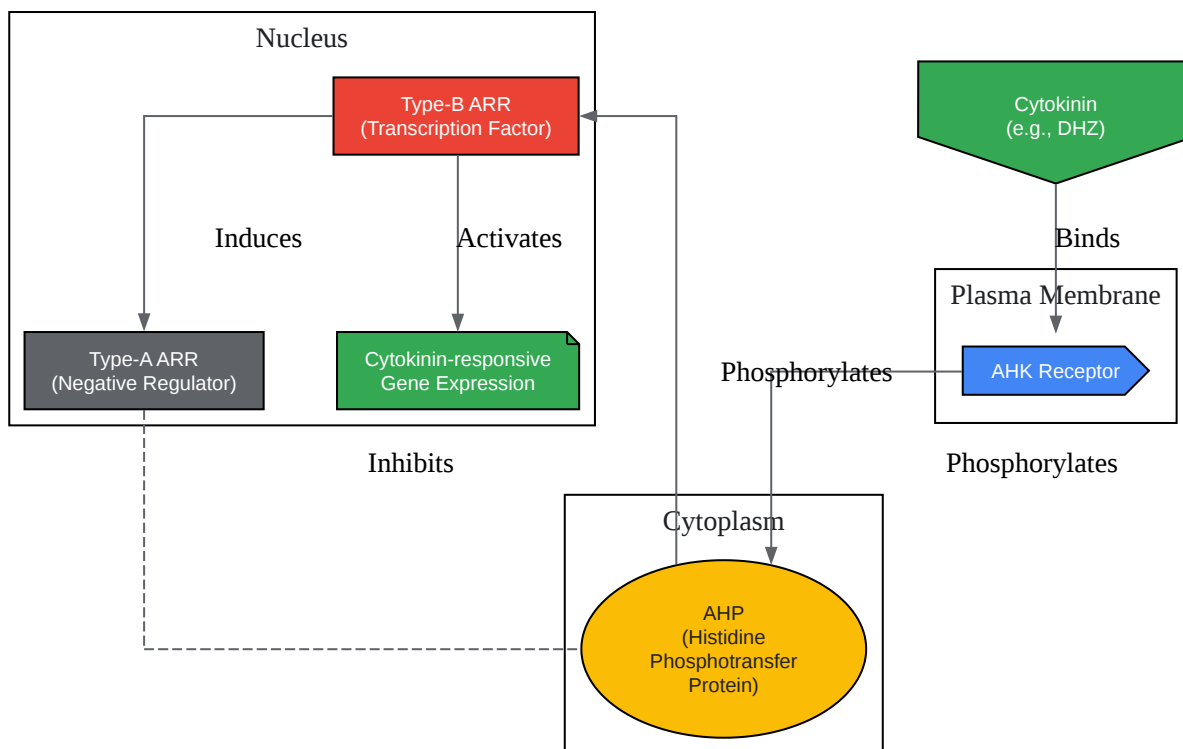 Nucleus
Type-B ARR
(Transcription Factor)
Cytokinin
(e.g., DHZ)
Induces
Activates
Binds
Plasma Membrane
Type-A ARR
(Negative Regulator)
Cytokinin-responsive
Gene Expression
Phosphorylates
AHK Receptor
Inhibits
Phosphorylates
Cytoplasm
AHP
(Histidine
Phosphotransfer
Protein)